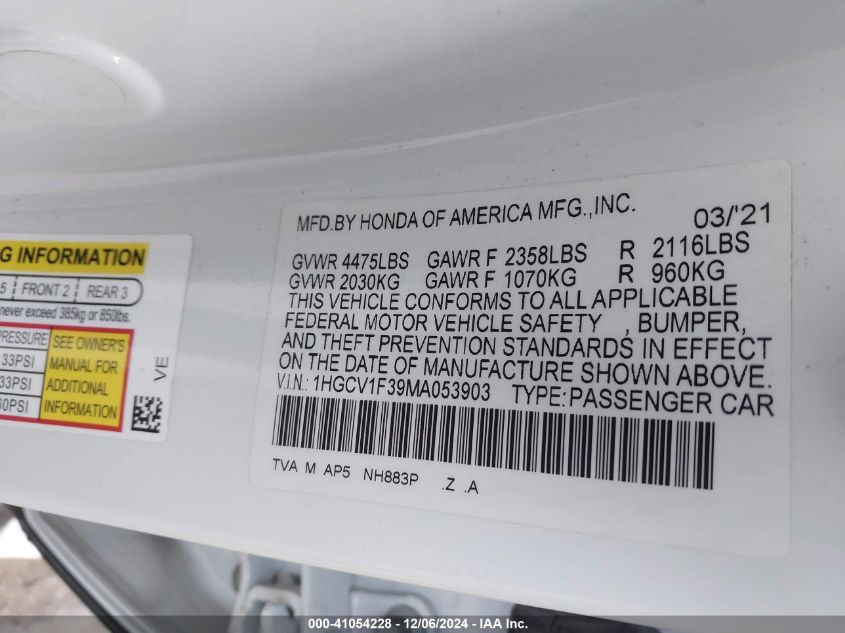 MFD.BY HONDA OF AMERICA MFG.,INC. 03/'21
GVWR 4475LBS GAWR F 2358LBS R 2116LBS
GVWR 2030KG GAWR F 1070KG R 960KG
THIS VEHICLE CONFORMS TO ALL APPLICABLE
FEDERAL MOTOR VEHICLE SAFETY , BUMPER,
AND THEFT PREVENTION STANDARDS IN EFFECT
ON THE DATE OF MANUFACTURE SHOWN ABOVE.
V.I.N.: 1HGCV1F39MA053903 TYPE:PASSENGER CAR
TVA M AP5 NH883P .Z .A
INFORMATION
5 FRONT 2 REAR 3
never exceed 385kg or 850lbs.
PRESSURE SEE OWNER'S
33PSI MANUAL FOR
33PSI ADDITIONAL
60PSI INFORMATION
VE
000-41054228 - 12/06/2024 - IAA Inc.